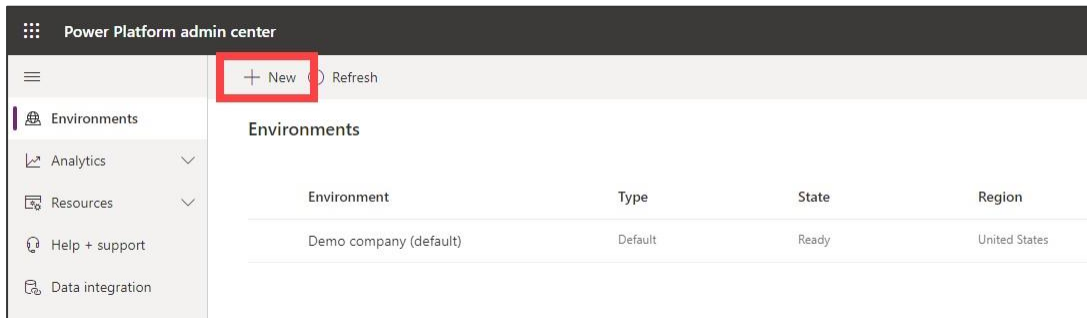 Power Platform admin center
New Refresh
Environments
Analytics
Resources
Help + support
Data integration
Environments
Environment Type State Region
Demo company (default) Default Ready United States